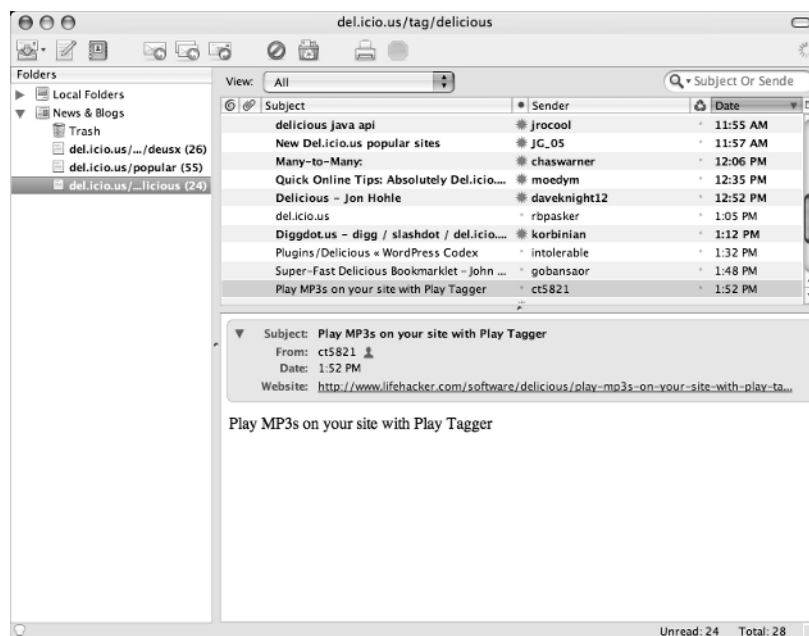 del.icio.us/tag/delicious
Folders
Local Folders
News & Blogs
Trash
del.icio.us/.../deusx (26)
del.icio.us/popular (55)
del.icio.us/...licious (24)
View: All Subject Or Sende
Subject Sender Date
delicious java api jrocool 11:55 AM
New Del.icio.us popular sites JG_05 11:57 AM
Many-to-Many: chaswarner 12:06 PM
Quick Online Tips: Absolutely Del.icio.... moedym 12:35 PM
Delicious – Jon Hohle daveknight12 12:52 PM
del.icio.us rbpasker 1:05 PM
Diggdot.us – digg / slashdot / del.icio.... korbinian 1:12 PM
Plugins/Delicious « WordPress Codex intolerable 1:32 PM
Super-Fast Delicious Bookmarklet – John ... gobansaor 1:48 PM
Play MP3s on your site with Play Tagger ct5821 1:52 PM
Subject: Play MP3s on your site with Play Tagger
From: ct5821
Date: 1:52 PM
Website: http://www.lifehacker.com/software/delicious/play-mp3s-on-your-site-with-play-ta...
Play MP3s on your site with Play Tagger
Unread: 24 Total: 28